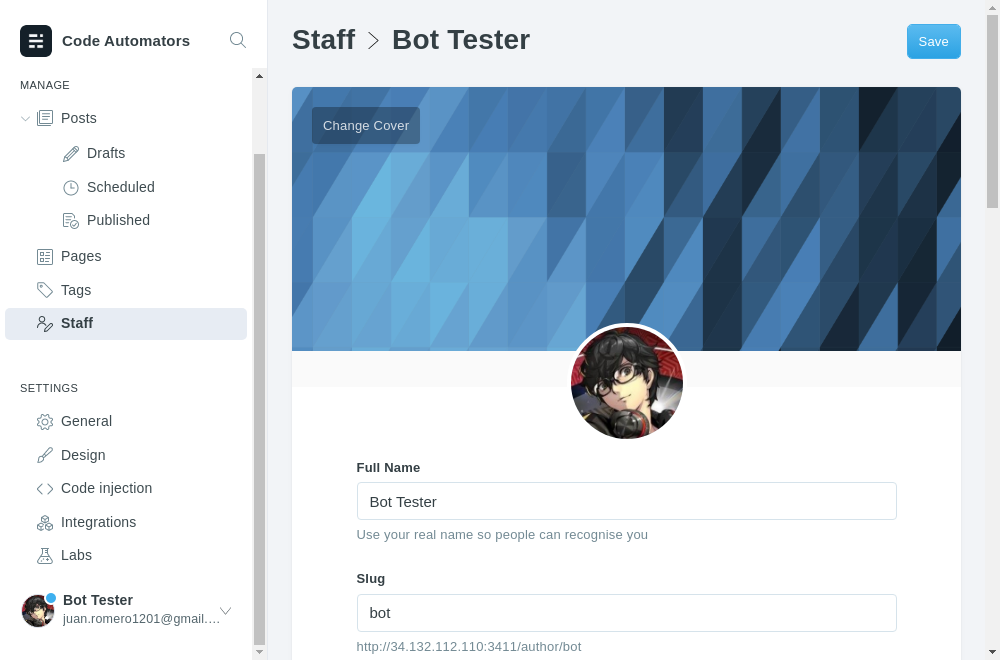 Code Automators
MANAGE
Posts
Drafts
Scheduled
Published
Pages
Tags
Staff
SETTINGS
General
Design
Code injection
Integrations
Labs
Bot Tester
juan.romero1201@gmail....
Staff > Bot Tester
Save
Change Cover
Full Name
Bot Tester
Use your real name so people can recognise you
Slug
bot
http://34.132.112.110:3411/author/bot